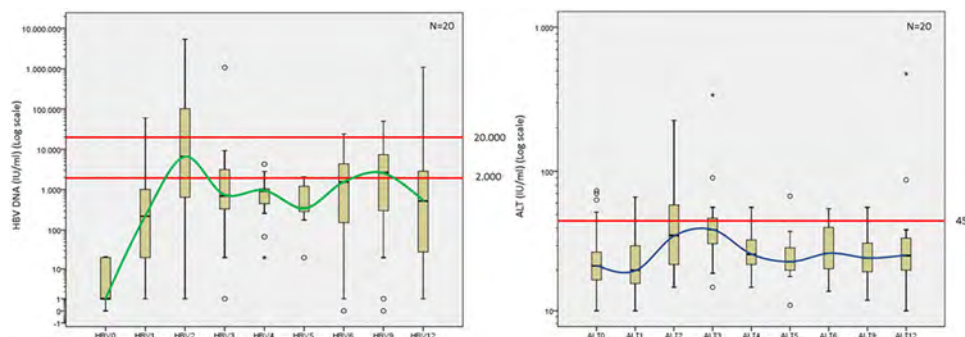 N=20
10.000.000
1.000.000
100.000
10.000
1.000
100
10
1
0
-1
HBV DNA (IU/ml) (Log scale)
20.000
2.000
HBV0 HBV1 HBV2 HBV3 HBV4 HBV5 HBV6 HBV9 HBV12
N=20
1.000
100
10
ALT (IU/ml) (Log scale)
45
ALT0 ALT1 ALT2 ALT3 ALT4 ALT5 ALT6 ALT9 ALT12